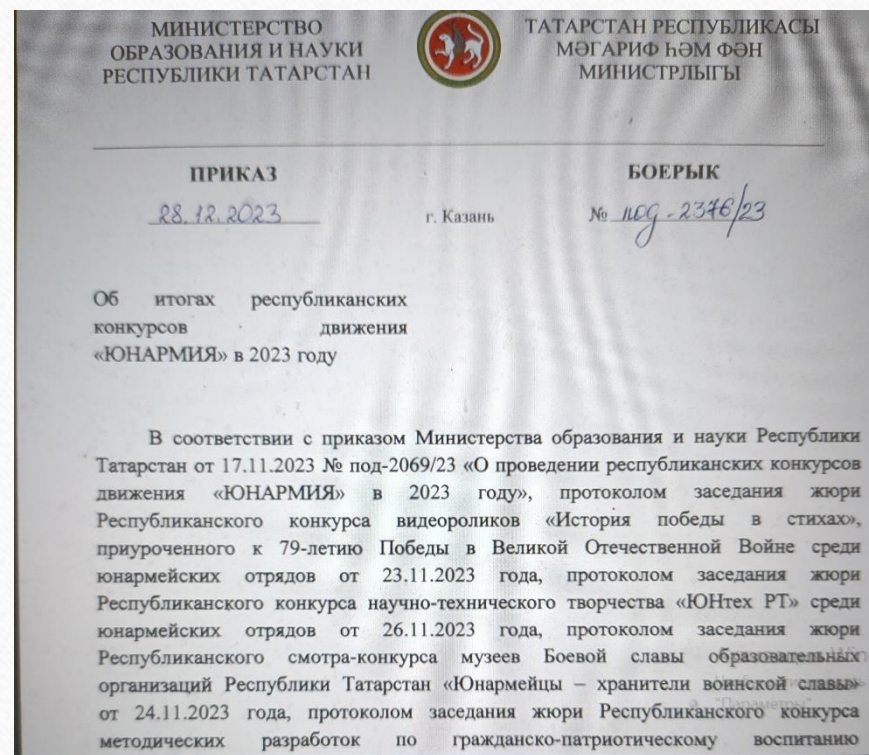 МИНИСТЕРСТВО
ОБРАЗОВАНИЯ И НАУКИ
РЕСПУБЛИКИ ТАТАРСТАН
ТАТАРСТАН РЕСПУБЛИКАСЫ
МӘГАРИФ ҺӘМ ФӘН
МИНИСТРЛЫГЫ
ПРИКАЗ
БОЕРЫК
28.12.2023
г. Казань
№ под-2376/23
Об итогах республиканских
конкурсов движения
«ЮНАРМИЯ» в 2023 году
В соответствии с приказом Министерства образования и науки Республики
Татарстан от 17.11.2023 № под-2069/23 «О проведении республиканских конкурсов
движения «ЮНАРМИЯ» в 2023 году», протоколом заседания жюри
Республиканского конкурса видеороликов «История победы в стихах»,
приуроченного к 79-летию Победы в Великой Отечественной Войне среди
юнармейских отрядов от 23.11.2023 года, протоколом заседания жюри
Республиканского конкурса научно-технического творчества «ЮНтех РТ» среди
юнармейских отрядов от 26.11.2023 года, протоколом заседания жюри
Республиканского смотра-конкурса музеев Боевой славы образовательных
организаций Республики Татарстан «Юнармейцы – хранители воинской славы»
от 24.11.2023 года, протоколом заседания жюри Республиканского конкурса
методических разработок по гражданско-патриотическому воспитанию
"Параметры"